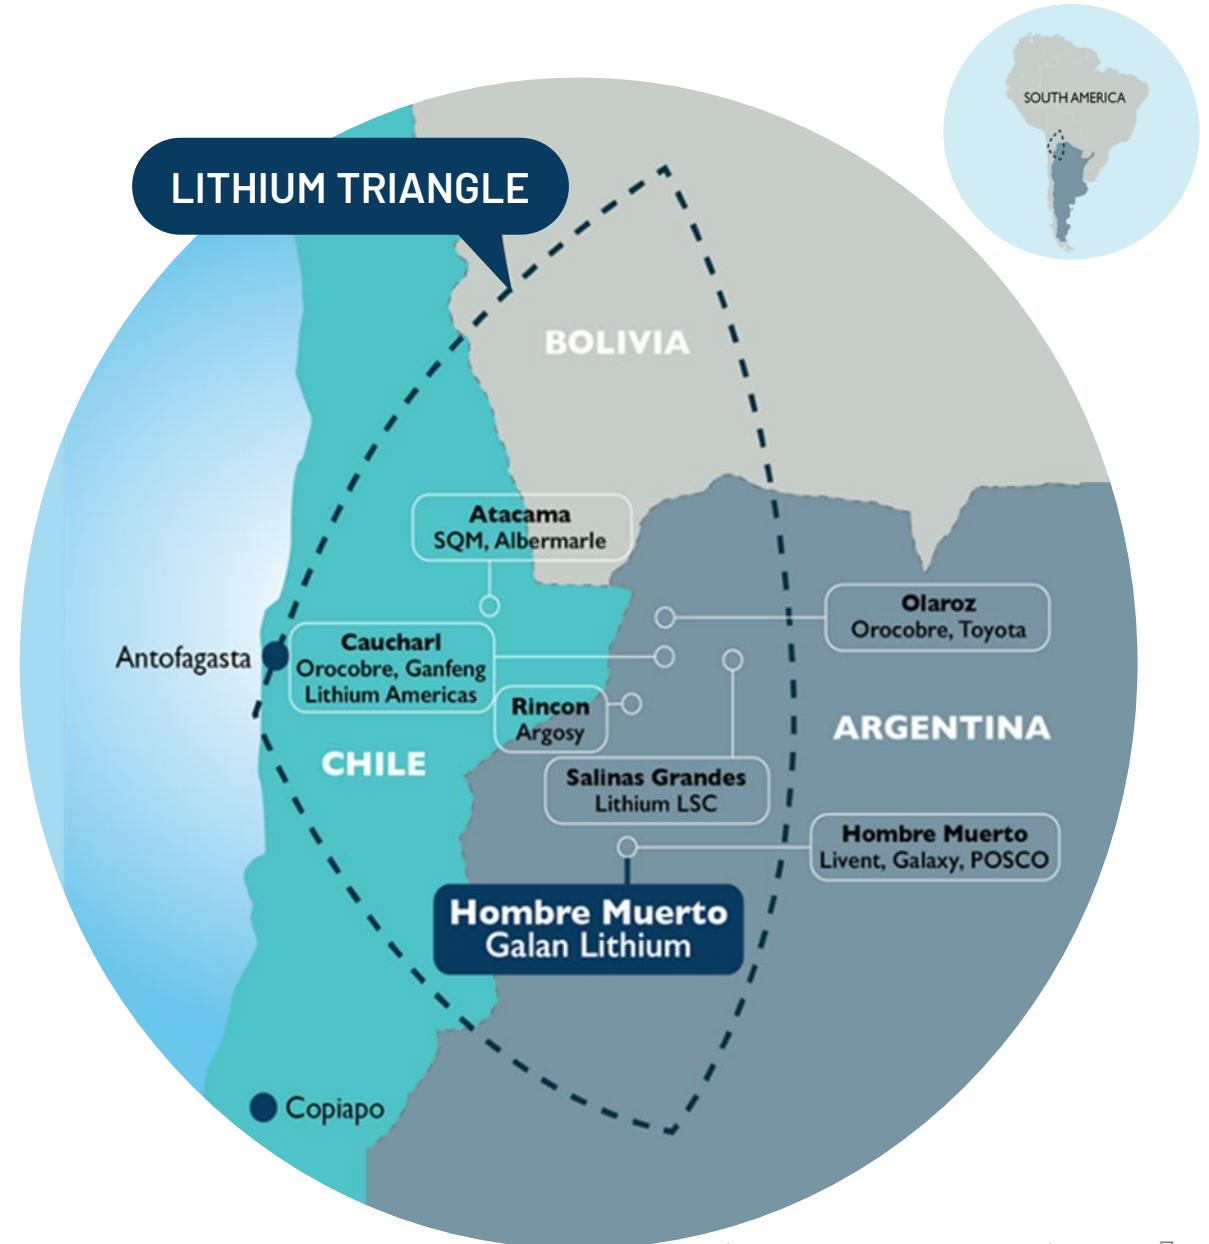 SOUTH AMERICA
LITHIUM TRIANGLE
BOLIVIA
Atacama
SQM, Albermarle
Olaroz
Orocobre, Toyota
Antofagasta
Caucharl
Orocobre, Ganfeng
Lithium Americas
Rincon
Argosy
ARGENTINA
CHILE
Salinas Grandes
Lithium LSC
Hombre Muerto
Livent, Galaxy, POSCO
Hombre Muerto
Galan Lithium
Copiapo